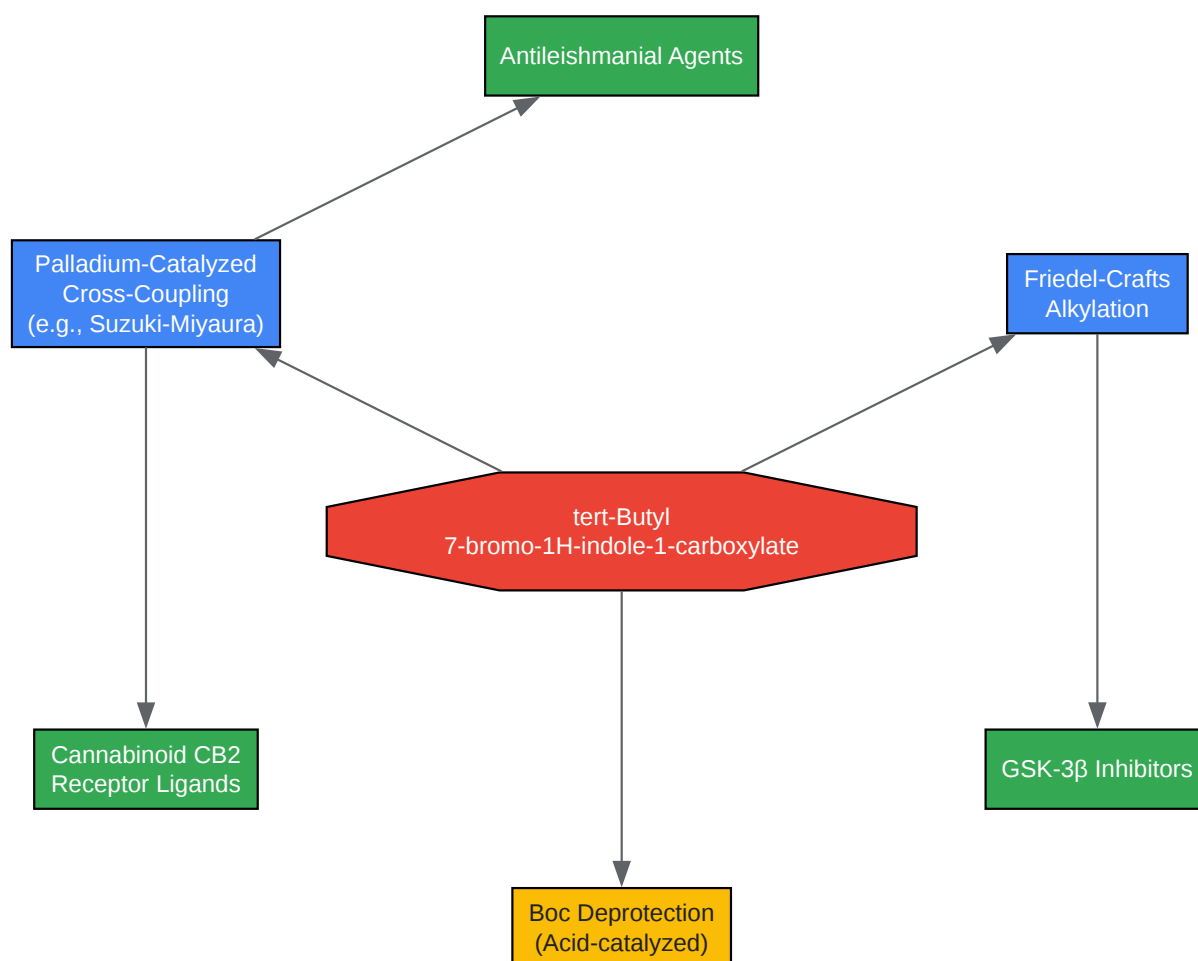 Antileishmanial Agents
Palladium-Catalyzed
Cross-Coupling
(e.g., Suzuki-Miyaura)
Friedel-Crafts
Alkylation
tert-Butyl
7-bromo-1H-indole-1-carboxylate
Cannabinoid CB2
Receptor Ligands
GSK-3β Inhibitors
Boc Deprotection
(Acid-catalyzed)